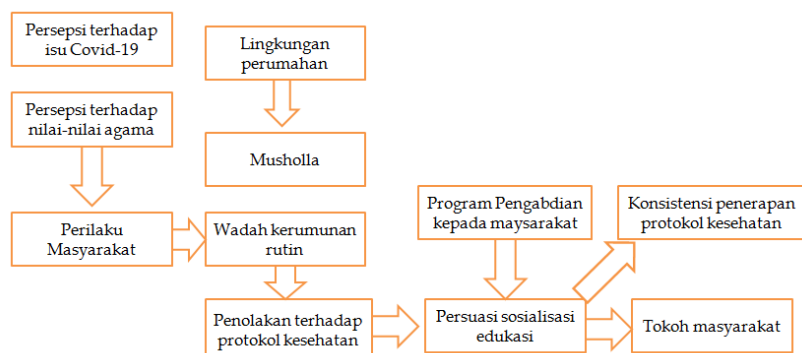 Persepsi terhadap
isu Covid-19
Lingkungan
perumahan
Persepsi terhadap
nilai-nilai agama
Musholla
Perilaku
Masyarakat
Wadah kerumunan
rutin
Program Pengabdian
kepada maysarakat
Konsistensi penerapan
protokol kesehatan
Penolakan terhadap
protokol kesehatan
Persuasi sosialisasi
edukasi
Tokoh masyarakat